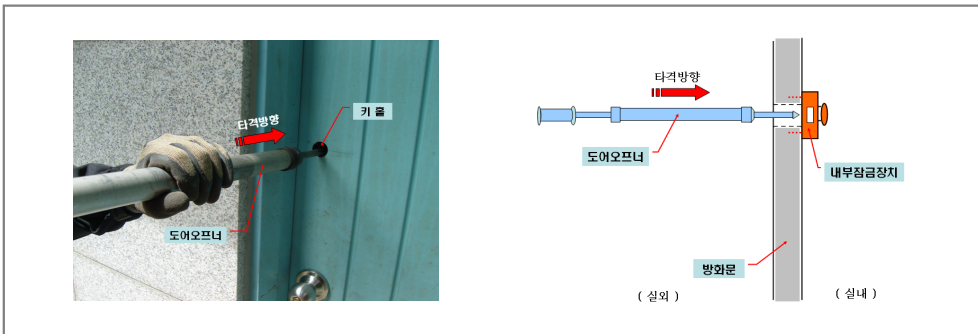 키 홀
타격방향
도어오프너
타격방향
도어오프너
내부잠금장치
방화문
( 실외 )
( 실내 )